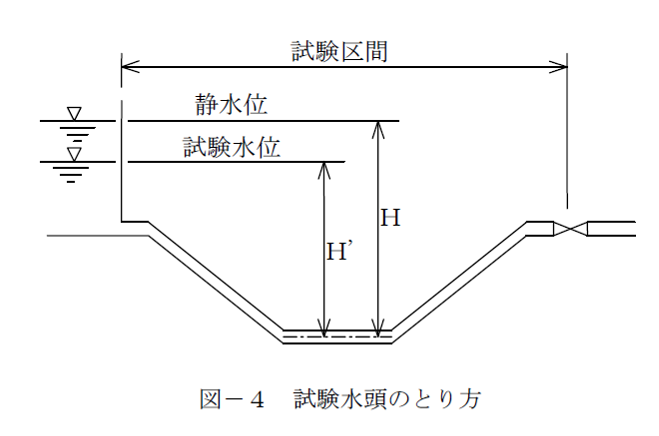 試験区間
静水位
試験水位
H
H'
図－４　試験水頭のとり方